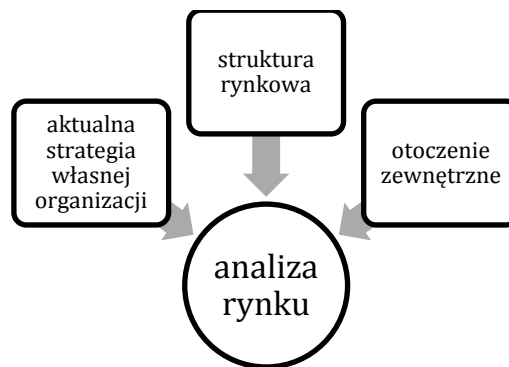 struktura
rynkowa
aktualna
strategia
własnej
organizacji
otoczenie
zewnętrzne
analiza
rynku